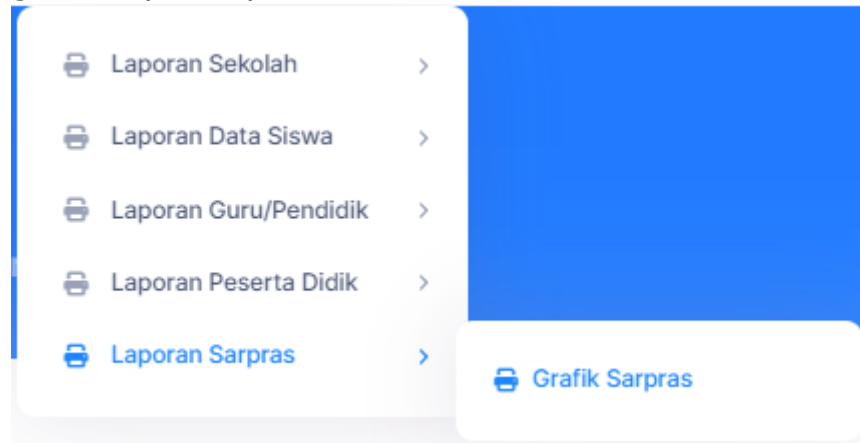 Laporan Sekolah
Laporan Data Siswa
Laporan Guru/Pendidik
Laporan Peserta Didik
Laporan Sarpras
Grafik Sarpras